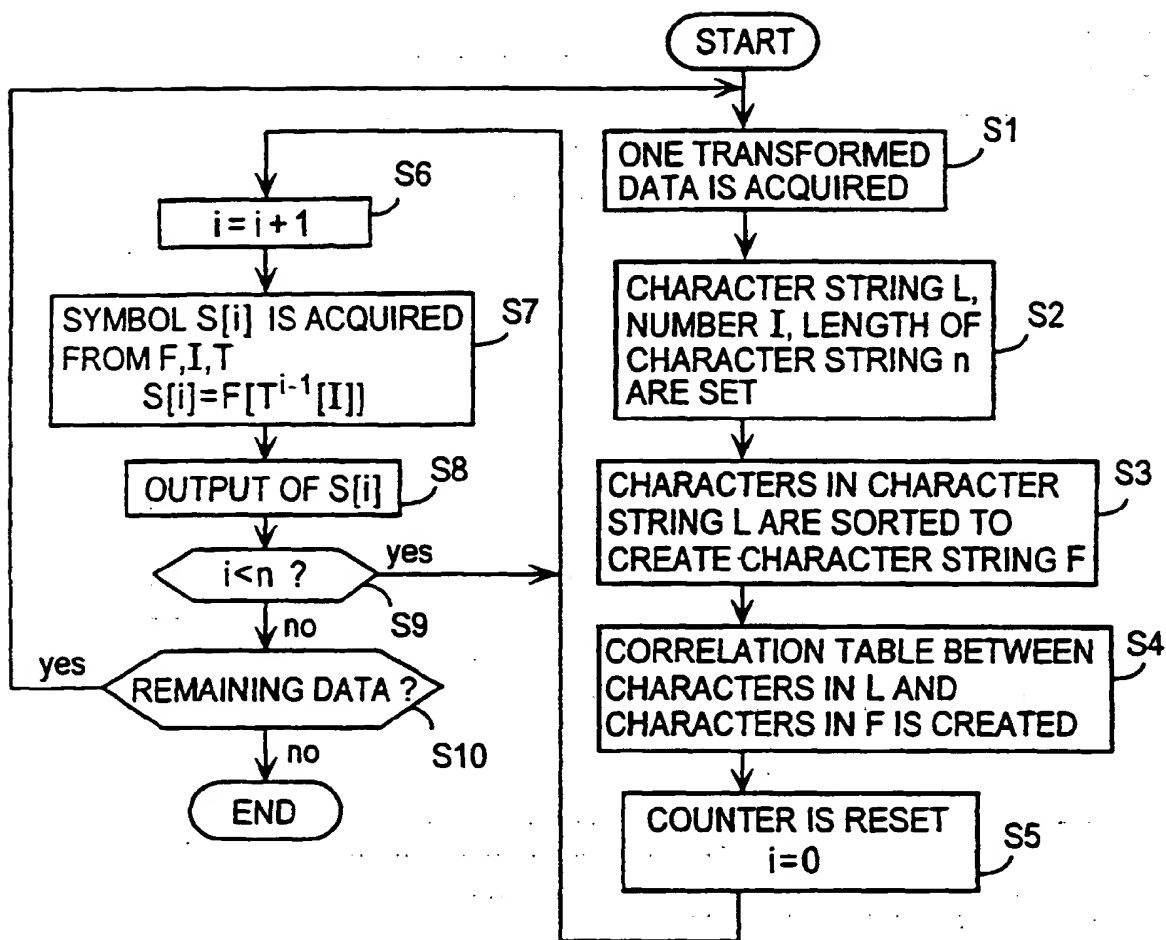 START
ONE TRANSFORMED
DATA IS ACQUIRED
S1
CHARACTER STRING L,
NUMBER I, LENGTH OF
CHARACTER STRING n
ARE SET
S2
CHARACTERS IN CHARACTER
STRING L ARE SORTED TO
CREATE CHARACTER STRING F
S3
CORRELATION TABLE BETWEEN
CHARACTERS IN L AND
CHARACTERS IN F IS CREATED
S4
COUNTER IS RESET
i=0
S5
S6
i = i + 1
SYMBOL S[i] IS ACQUIRED
FROM F,I,T
S[i]=F[T^{i-1}[I]]
S7
OUTPUT OF S[i]
S8
i<n ?
yes
S9
no
REMAINING DATA ?
yes
S10
no
END